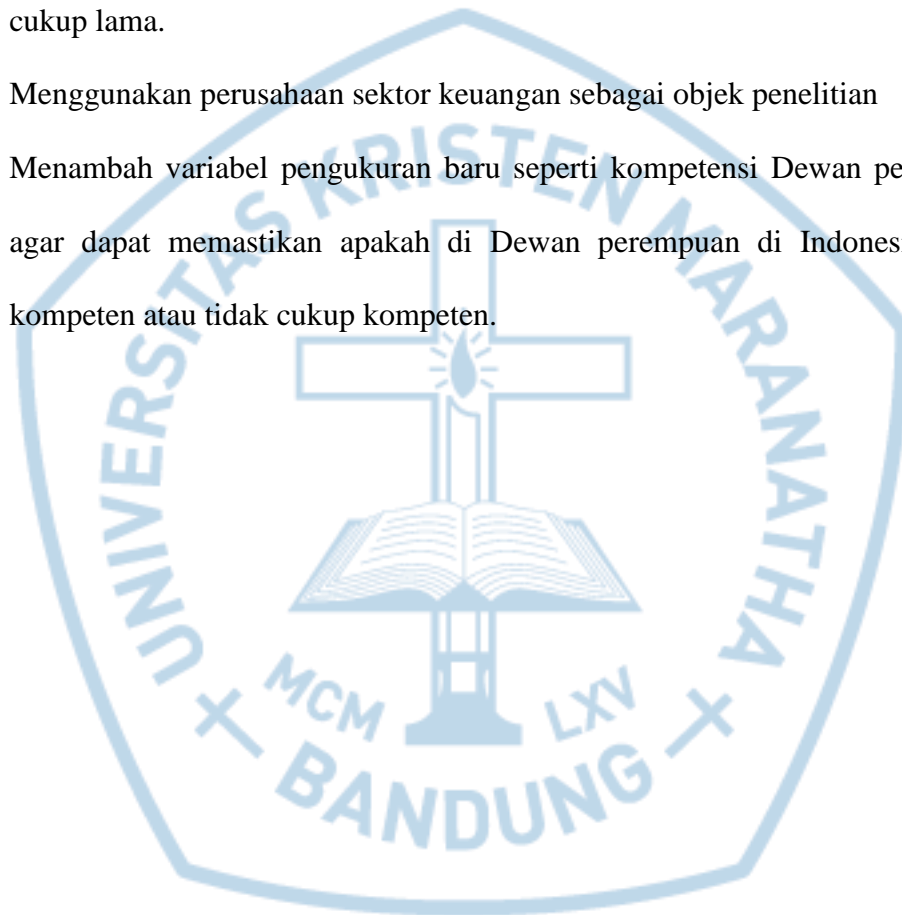 cukup lama.
Menggunakan perusahaan sektor keuangan sebagai objek penelitian
Menambah variabel pengukuran baru seperti kompetensi Dewan pe
agar dapat memastikan apakah di Dewan perempuan di Indones
kompeten atau tidak cukup kompeten.
UNIVERSITAS KRISTEN MARANATHA
MCM LXV
BANDUNG